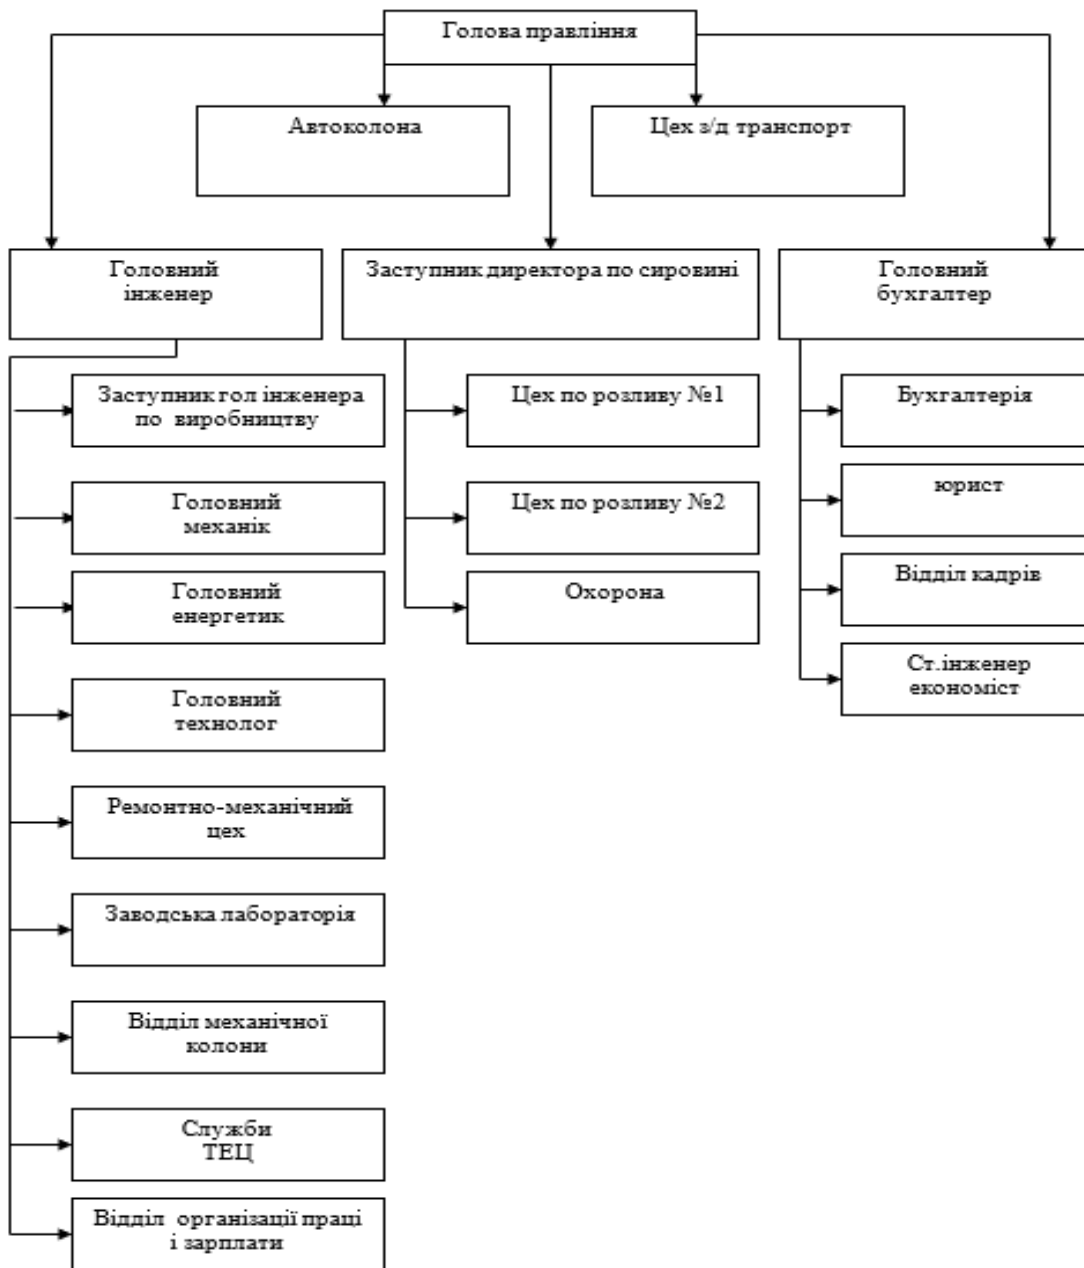 Голова правління
Автоколона
Цех з/д транспорт
Головний
інженер
Заступник директора по сировині
Головний
бухгалтер
Заступник гол інженера
по виробництву
Головний
механік
Головний
енергетик
Головний
технолог
Ремонтно-механічний
цех
Заводська лабораторія
Відділ механічної
колони
Служби
ТЕЦ
Відділ організації праці
і зарплати
Цех по розливу №1
Цех по розливу №2
Охорона
Бухгалтерія
юрист
Відділ кадрів
Ст.інженер
економіст